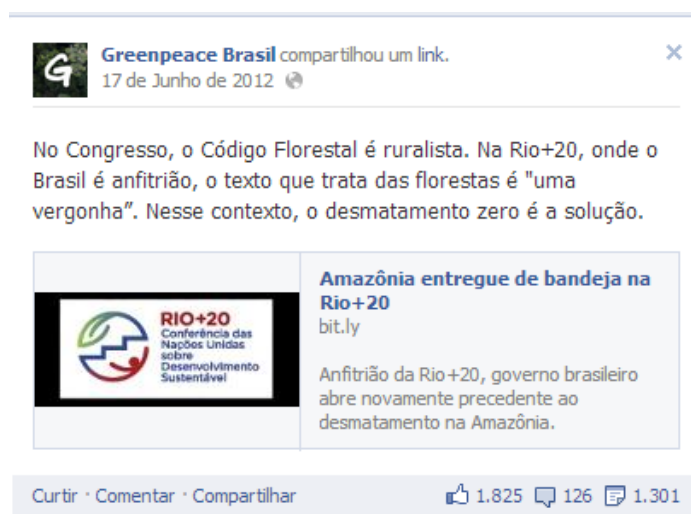 G
Greenpeace Brasil compartilhou um link.
17 de Junho de 2012
No Congresso, o Código Florestal é ruralista. Na Rio+20, onde o
Brasil é anfitrião, o texto que trata das florestas é "uma
vergonha”. Nesse contexto, o desmatamento zero é a solução.
RIO+20
Conferência das
Nações Unidas
sobre
Desenvolvimento
Sustentável
Amazônia entregue de bandeja na
Rio+20
bit.ly
Anfitrião da Rio+20, governo brasileiro
abre novamente precedente ao
desmatamento na Amazônia.
Curtir · Comentar · Compartilhar 1.825 126 1.301